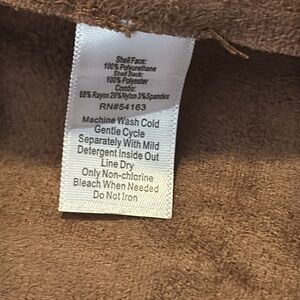 Shell Face:
100% Polyurethane
Shell Back:
100% Polyester
Combo:
68% Rayon 29%Nylon 3%Spandex
RN#54163
Machine Wash Cold
Gentle Cycle
Separately With Mild
Detergent Inside Out
Line Dry
Only Non-chlorine
Bleach When Needed
Do Not Iron